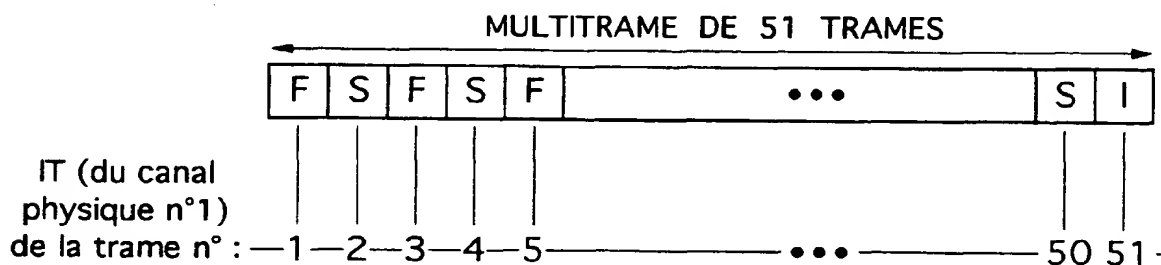 MULTITRAME DE 51 TRAMES
F S F S F ••• S I
IT (du canal
physique n°1)
de la trame n° : 1 2 3 4 5 ••• 50 51